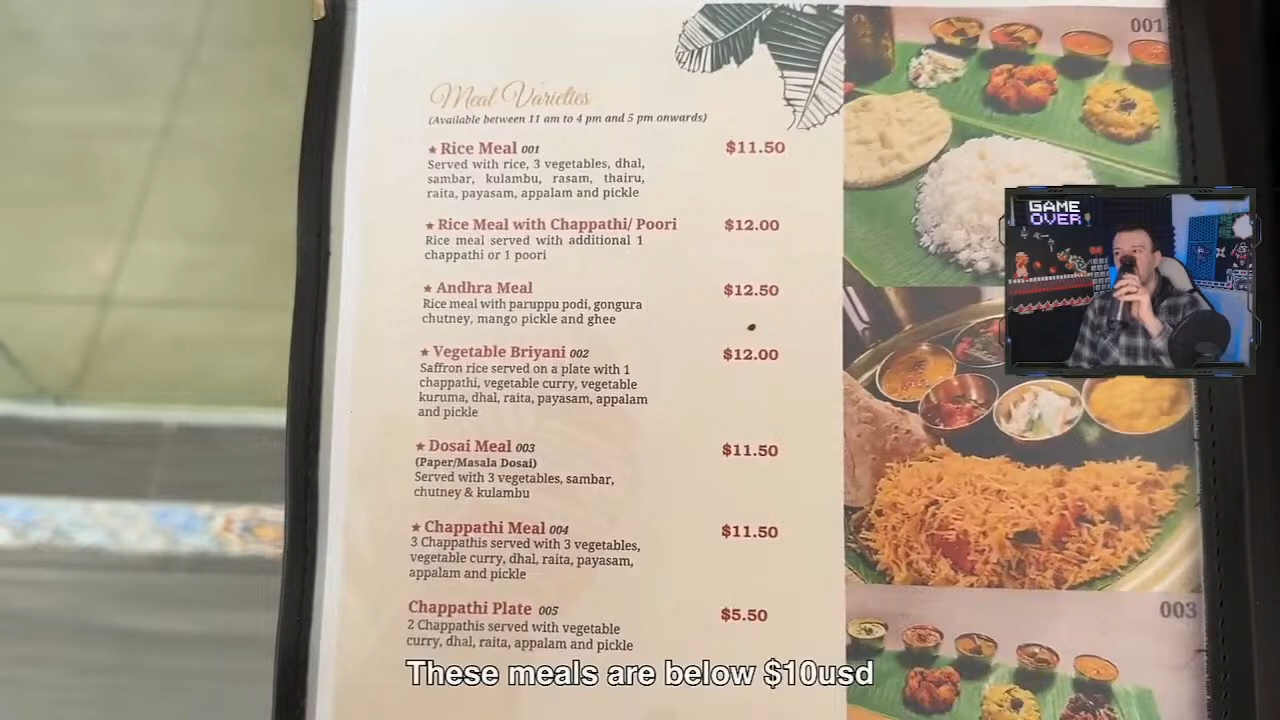 001
Meal Varieties
(Available between 11 am to 4 pm and 5 pm onwards)
★ Rice Meal 001 $11.50
Served with rice, 3 vegetables, dhal,
sambar, kulambu, rasam, thairu,
raita, payasam, appalam and pickle
★ Rice Meal with Chappathi/ Poori $12.00
Rice meal served with additional 1
chappathi or 1 poori
★ Andhra Meal $12.50
Rice meal with paruppu podi, gongura
chutney, mango pickle and ghee
★ Vegetable Briyani 002 $12.00
Saffron rice served on a plate with 1
chappathi, vegetable curry, vegetable
kuruma, dhal, raita, payasam, appalam
and pickle
★ Dosai Meal 003 $11.50
(Paper/Masala Dosai)
Served with 3 vegetables, sambar,
chutney & kulambu
★ Chappathi Meal 004 $11.50
3 Chappathis served with 3 vegetables,
vegetable curry, dhal, raita, payasam,
appalam and pickle
Chappathi Plate 005 $5.50
2 Chappathis served with vegetable
curry, dhal, raita, appalam and pickle
003
GAME
OVER
These meals are below $10usd